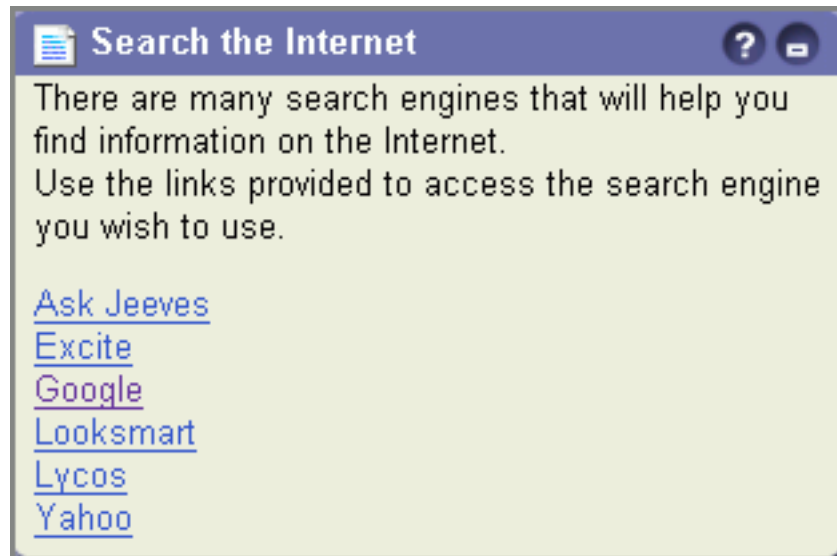 Search the Internet
There are many search engines that will help you
find information on the Internet.
Use the links provided to access the search engine
you wish to use.
Ask Jeeves
Excite
Google
Looksmart
Lycos
Yahoo